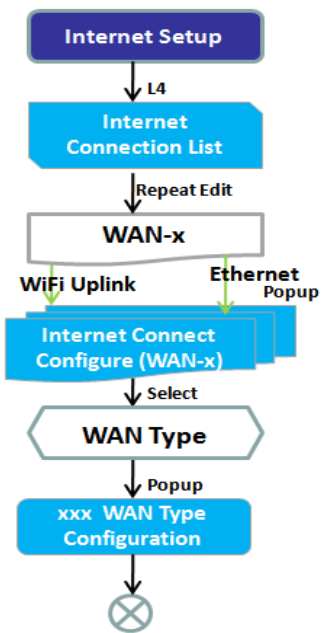 Internet Setup
L4
Internet
Connection List
Repeat Edit
WAN-x
WiFi Uplink
Ethernet
Popup
Internet Connect
Configure (WAN-x)
Select
WAN Type
Popup
xxx WAN Type
Configuration